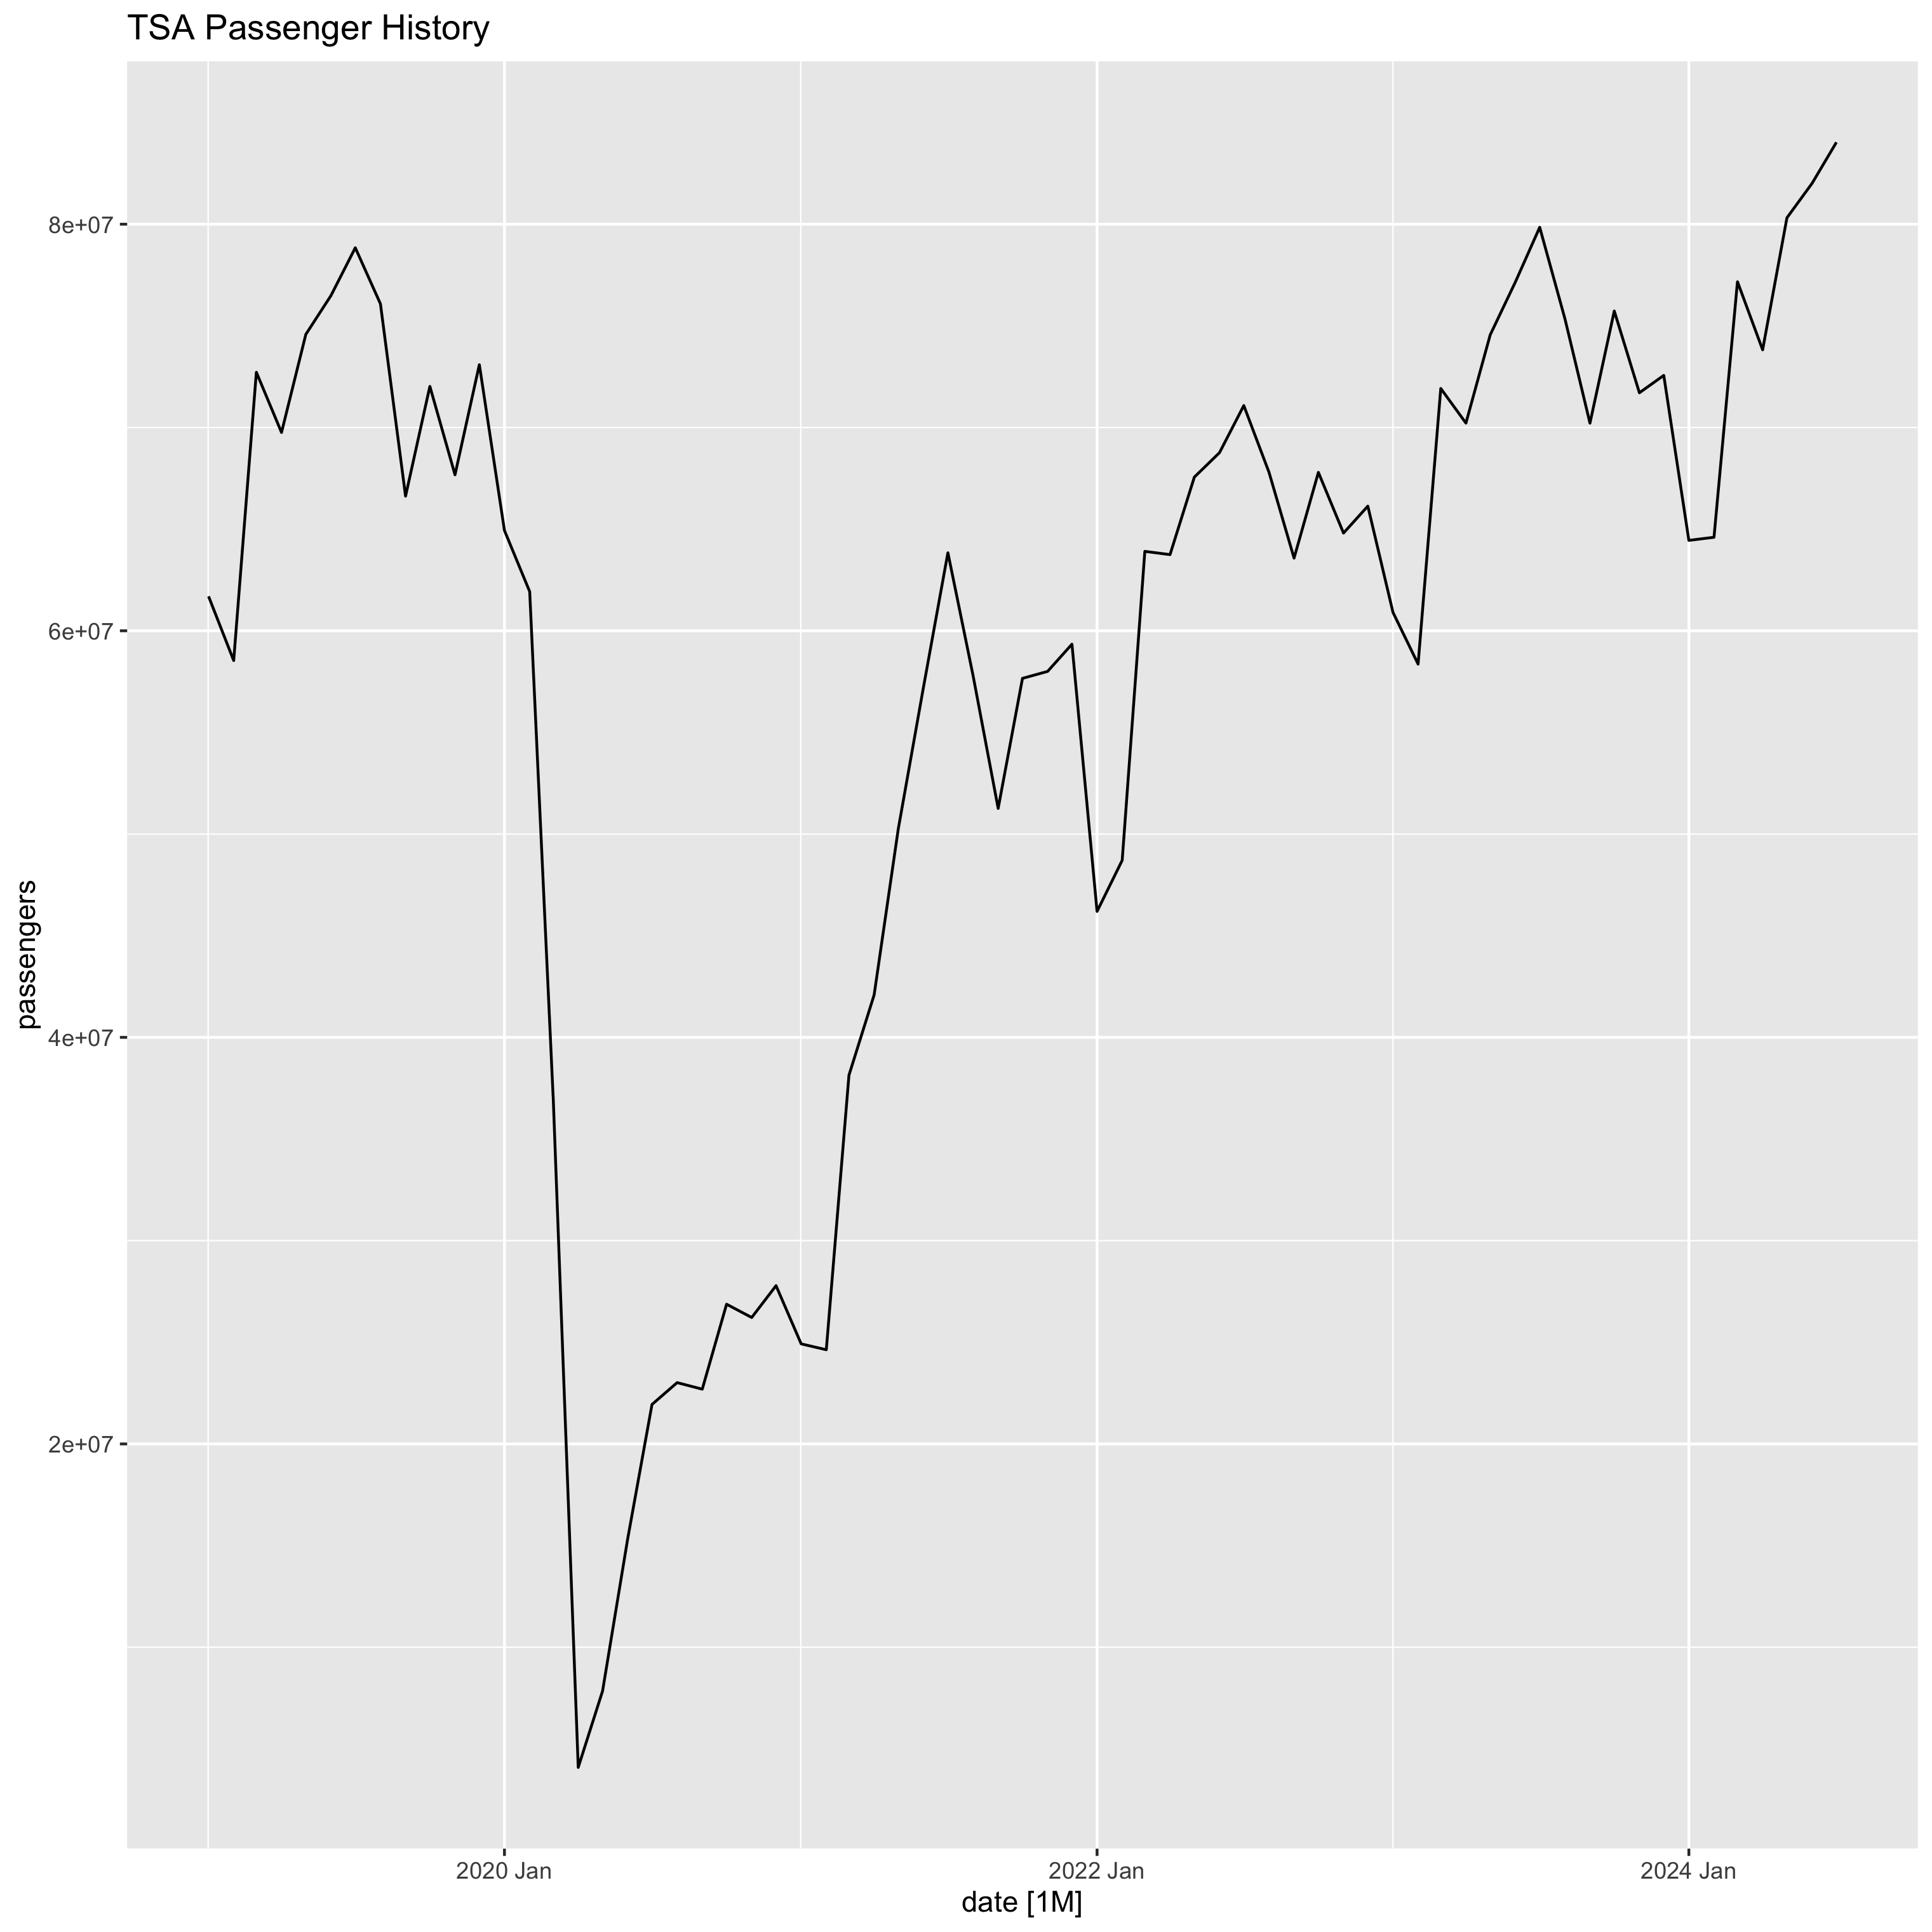 TSA Passenger History
passengers
8e+07
6e+07
4e+07
2e+07
2020 Jan
2022 Jan
2024 Jan
date [1M]